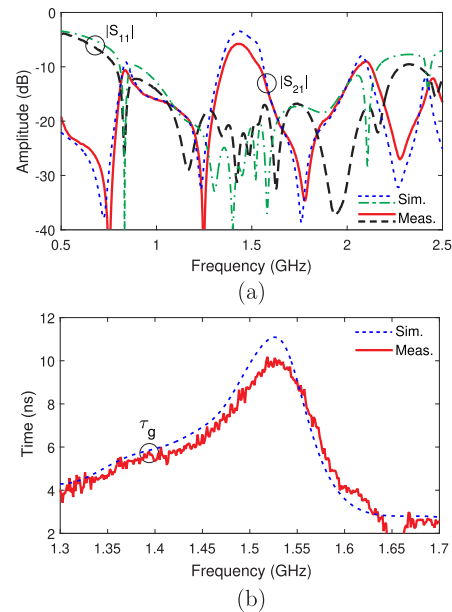 0
|S11|
-10
|S21|
-20
-30
Sim.
Meas.
-40
0.5 1 1.5 2 2.5
Amplitude (dB)
Frequency (GHz)
(a)
12
Sim.
10
Meas.
8
τg
6
4
2
1.3 1.35 1.4 1.45 1.5 1.55 1.6 1.65 1.7
Time (ns)
Frequency (GHz)
(b)